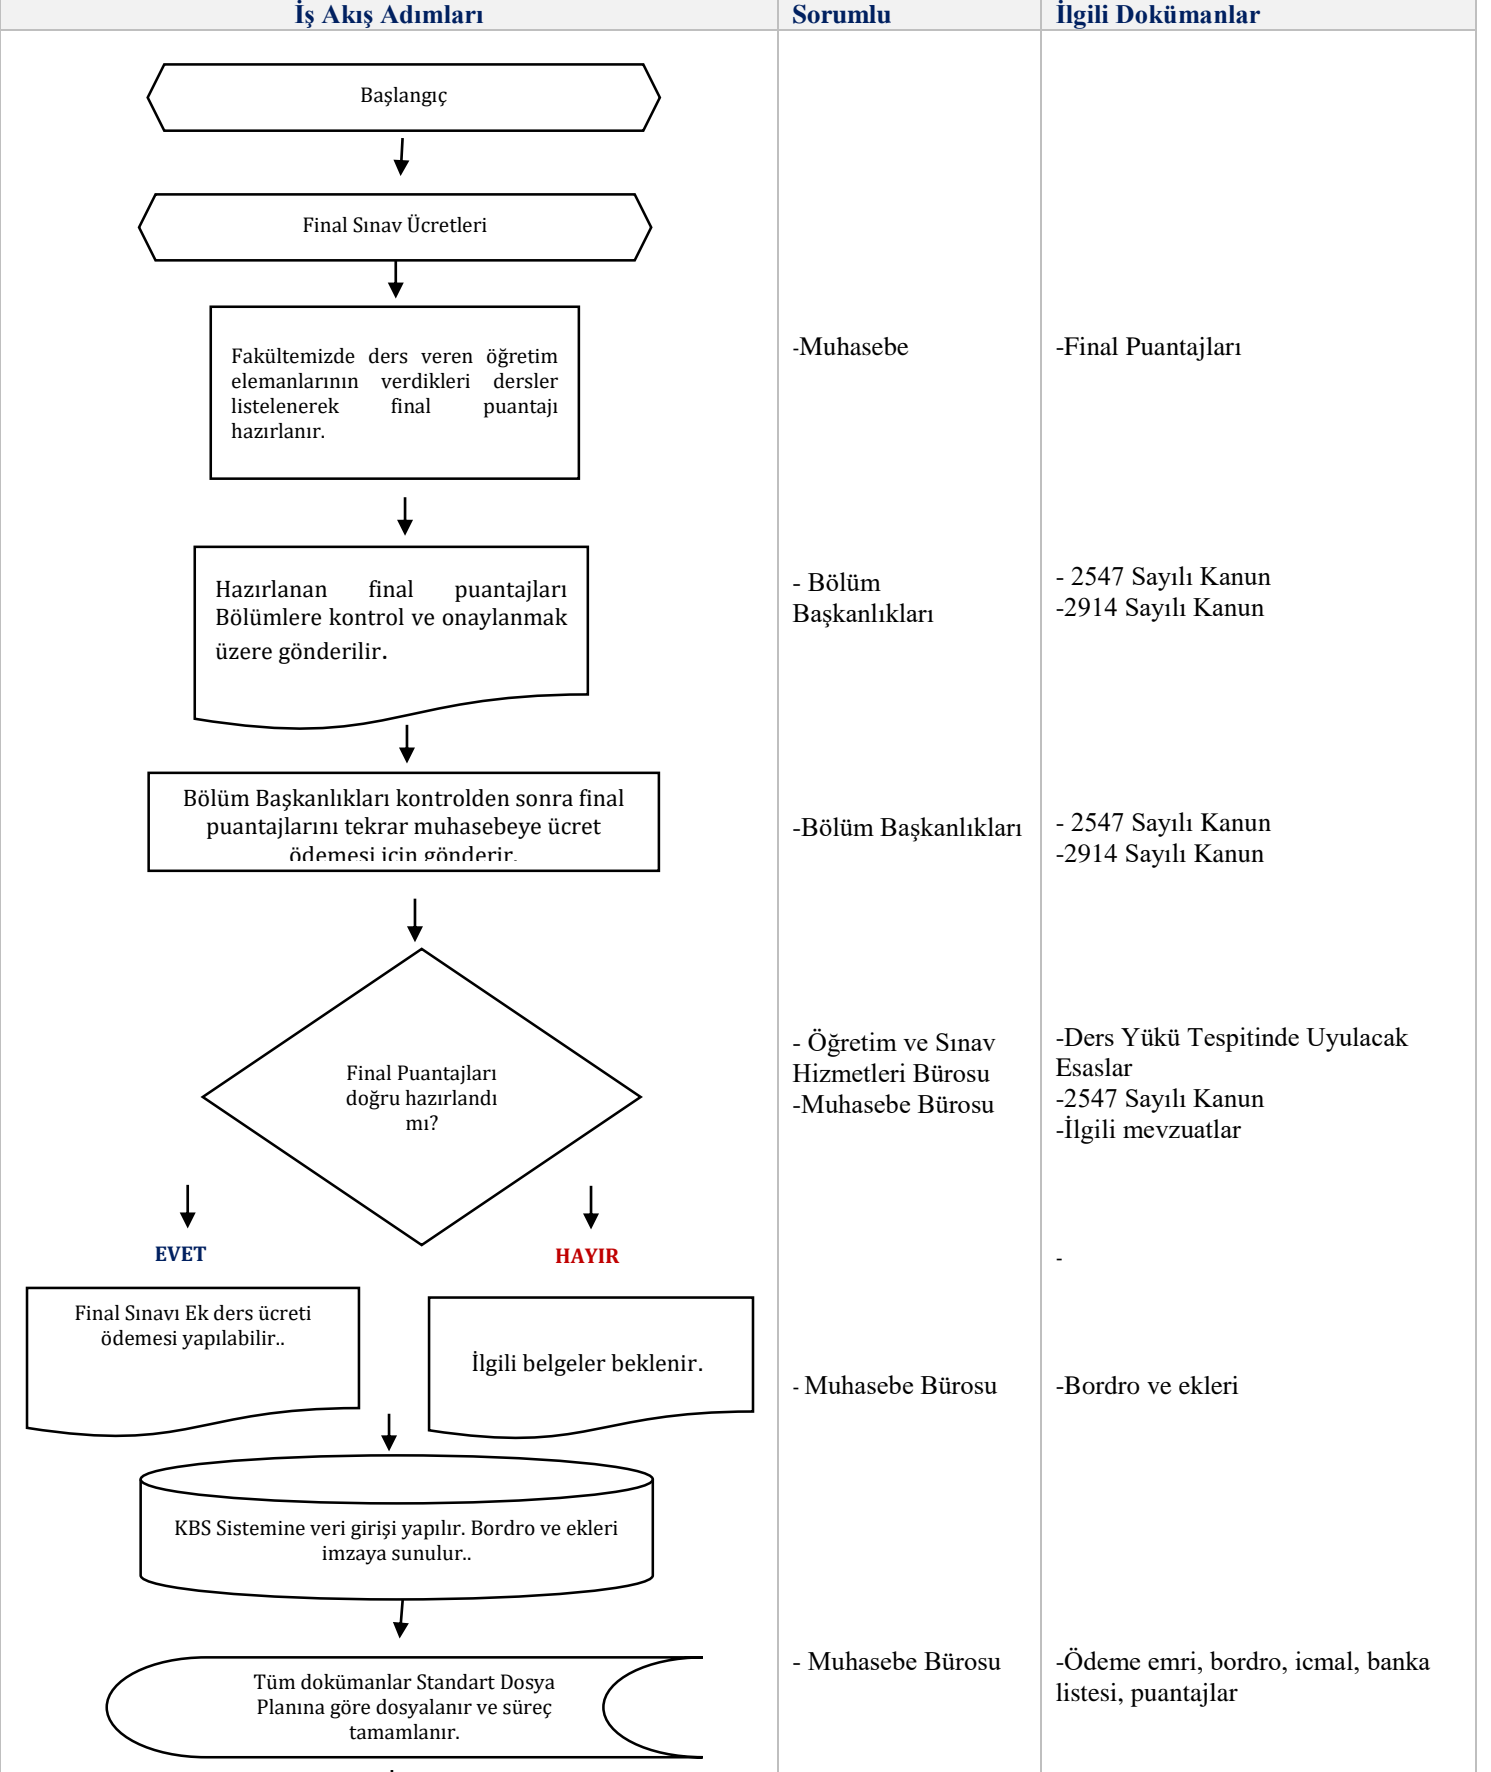 İş Akış Adımları
Sorumlu
İlgili Dokümanlar
Başlangıç
Final Sınav Ücretleri
Fakültemizde ders veren öğretim
elemanlarının verdikleri dersler
listelenerek final puantajı
hazırlanır.
-Muhasebe
-Final Puantajları
Hazırlanan final puantajları
Bölümlere kontrol ve onaylanmak
üzere gönderilir.
- Bölüm
Başkanlıkları
- 2547 Sayılı Kanun
-2914 Sayılı Kanun
Bölüm Başkanlıkları kontrolden sonra final
puantajlarını tekrar muhasebeye ücret
ödemesi için gönderir.
-Bölüm Başkanlıkları
- 2547 Sayılı Kanun
-2914 Sayılı Kanun
Final Puantajları
doğru hazırlandı
mı?
- Öğretim ve Sınav
Hizmetleri Bürosu
-Muhasebe Bürosu
-Ders Yükü Tespitinde Uyulacak
Esaslar
-2547 Sayılı Kanun
-İlgili mevzuatlar
EVET
HAYIR
-
Final Sınavı Ek ders ücreti
ödemesi yapılabilir..
İlgili belgeler beklenir.
- Muhasebe Bürosu
-Bordro ve ekleri
KBS Sistemine veri girişi yapılır. Bordro ve ekleri
imzaya sunulur..
Tüm dokümanlar Standart Dosya
Planına göre dosyalanır ve süreç
tamamlanır.
- Muhasebe Bürosu
-Ödeme emri, bordro, icmal, banka
listesi, puantajlar